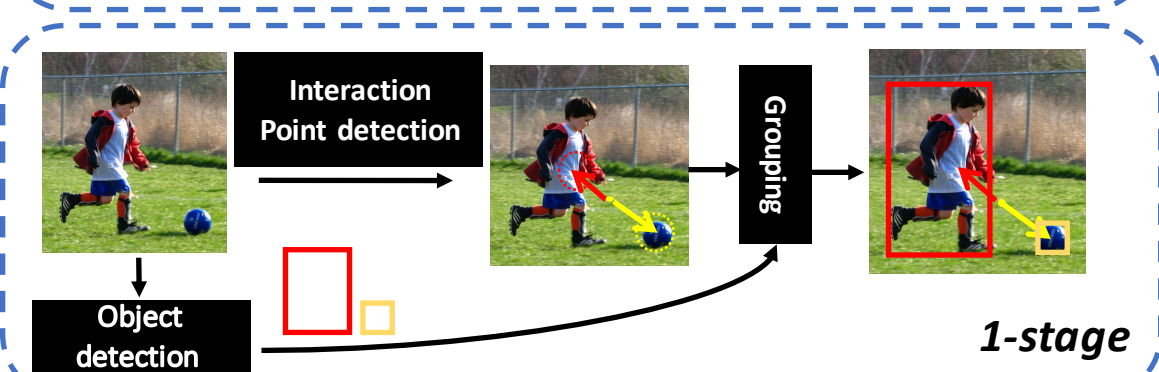 Interaction
Point detection
Grouping
Object
detection
1-stage